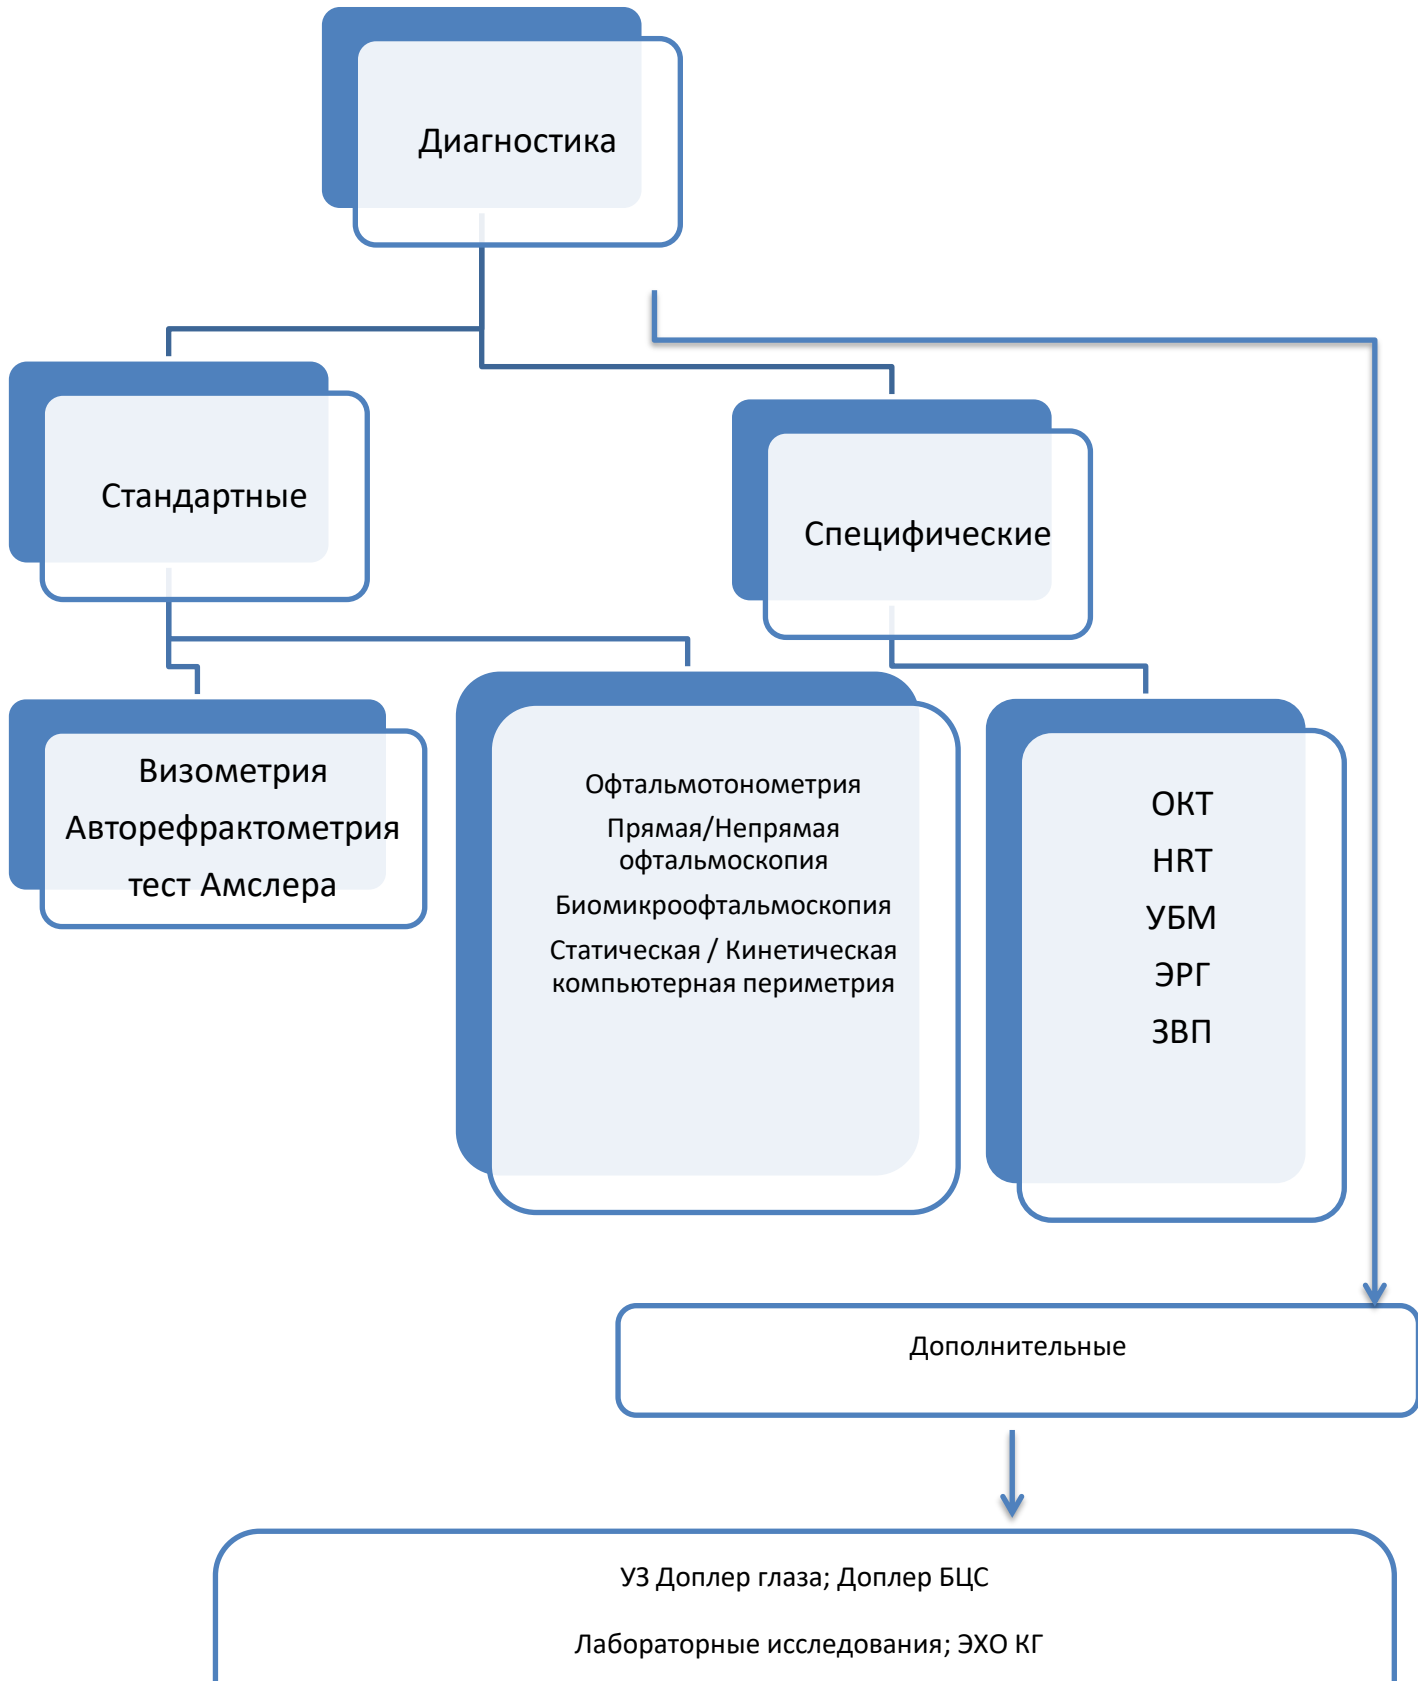 Диагностика
Стандартные
Специфические
Визометрия
Авторефрактометрия
тест Амслера
Офтальмотонометрия
Прямая/Непрямая
офтальмоскопия
Биомикроофтальмоскопия
Статическая / Кинетическая
компьютерная периметрия
ОКТ
HRT
УБМ
ЭРГ
ЗВП
Дополнительные
УЗ Доплер глаза; Доплер БЦС
Лабораторные исследования; ЭХО КГ